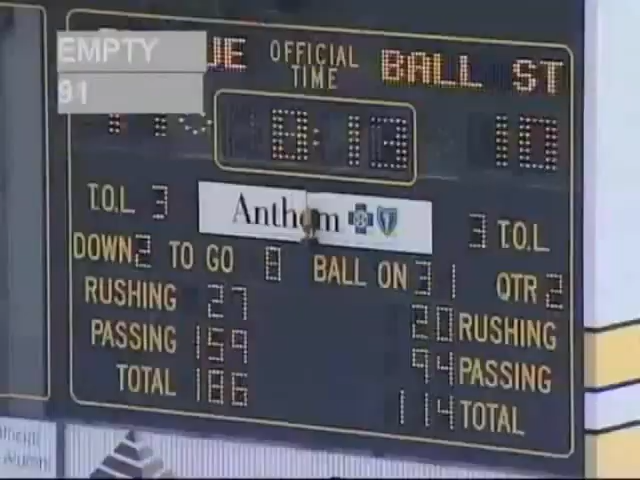 EMPTY
91
UE OFFICIAL TIME BALL ST
8:13 10
T.O.L 3 Anthem 3 T.O.L
DOWN 2 TO GO 8 BALL ON 31 QTR 2
RUSHING 27 20 RUSHING
PASSING 159 94 PASSING
TOTAL 186 114 TOTAL